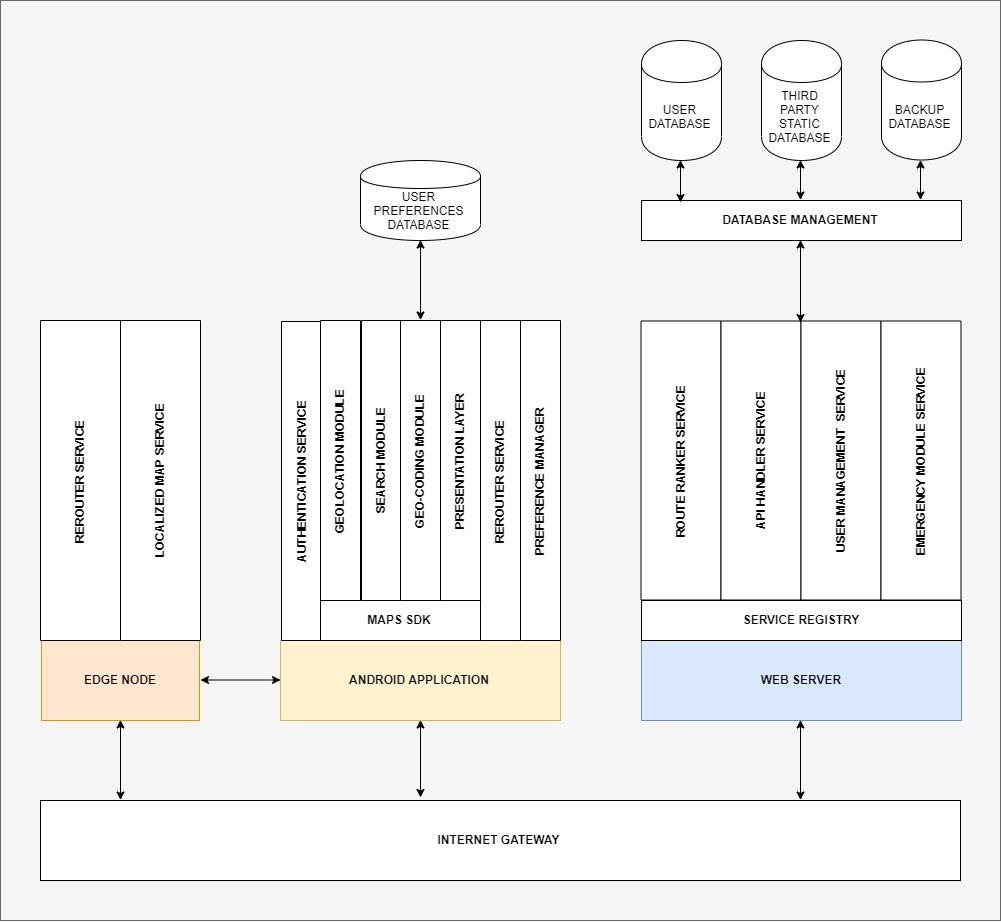 USER
DATABASE
THIRD
PARTY
STATIC
DATABASE
BACKUP
DATABASE
DATABASE MANAGEMENT
USER
PREFERENCES
DATABASE
REROUTER SERVICE
LOCALIZED MAP SERVICE
AUTHENTICATION SERVICE
GEOLOCATION MODULE
SEARCH MODULE
GEO-CODING MODULE
PRESENTATION LAYER
REROUTER SERVICE
PREFERENCE MANAGER
ROUTE RANKER SERVICE
API HANDLER SERVICE
USER MANAGEMENT SERVICE
EMERGENCY MODULE SERVICE
MAPS SDK
SERVICE REGISTRY
EDGE NODE
ANDROID APPLICATION
WEB SERVER
INTERNET GATEWAY